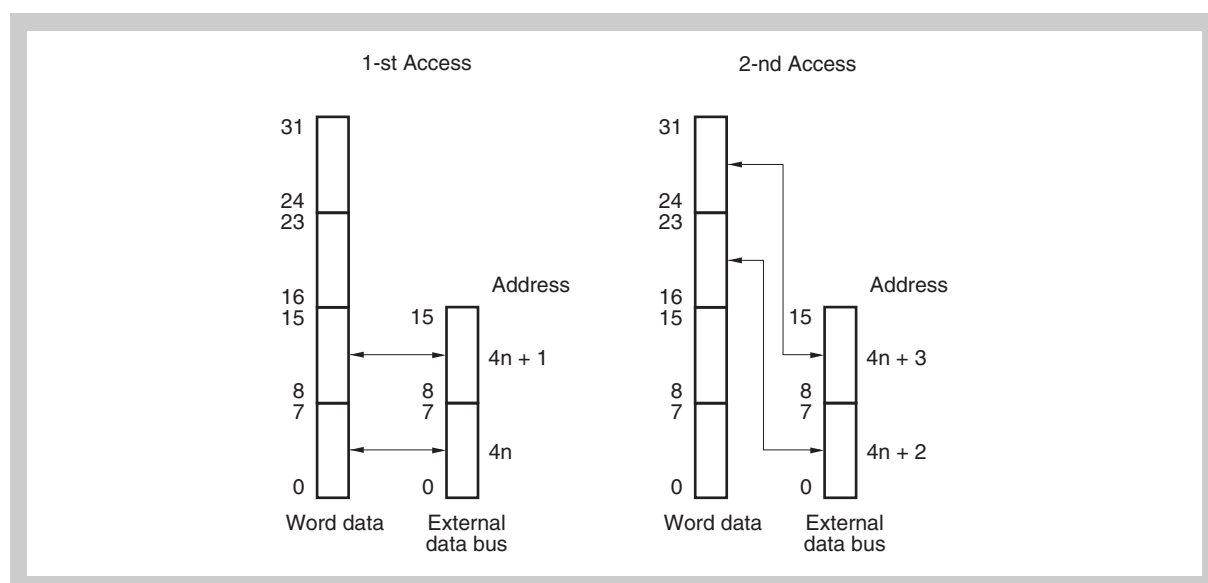 1-st Access
31
24
23
16
15
8
7
0
Word data
Address
15
4n + 1
8
7
4n
0
External
data bus
2-nd Access
31
24
23
16
15
8
7
0
Word data
Address
15
4n + 3
8
7
4n + 2
0
External
data bus